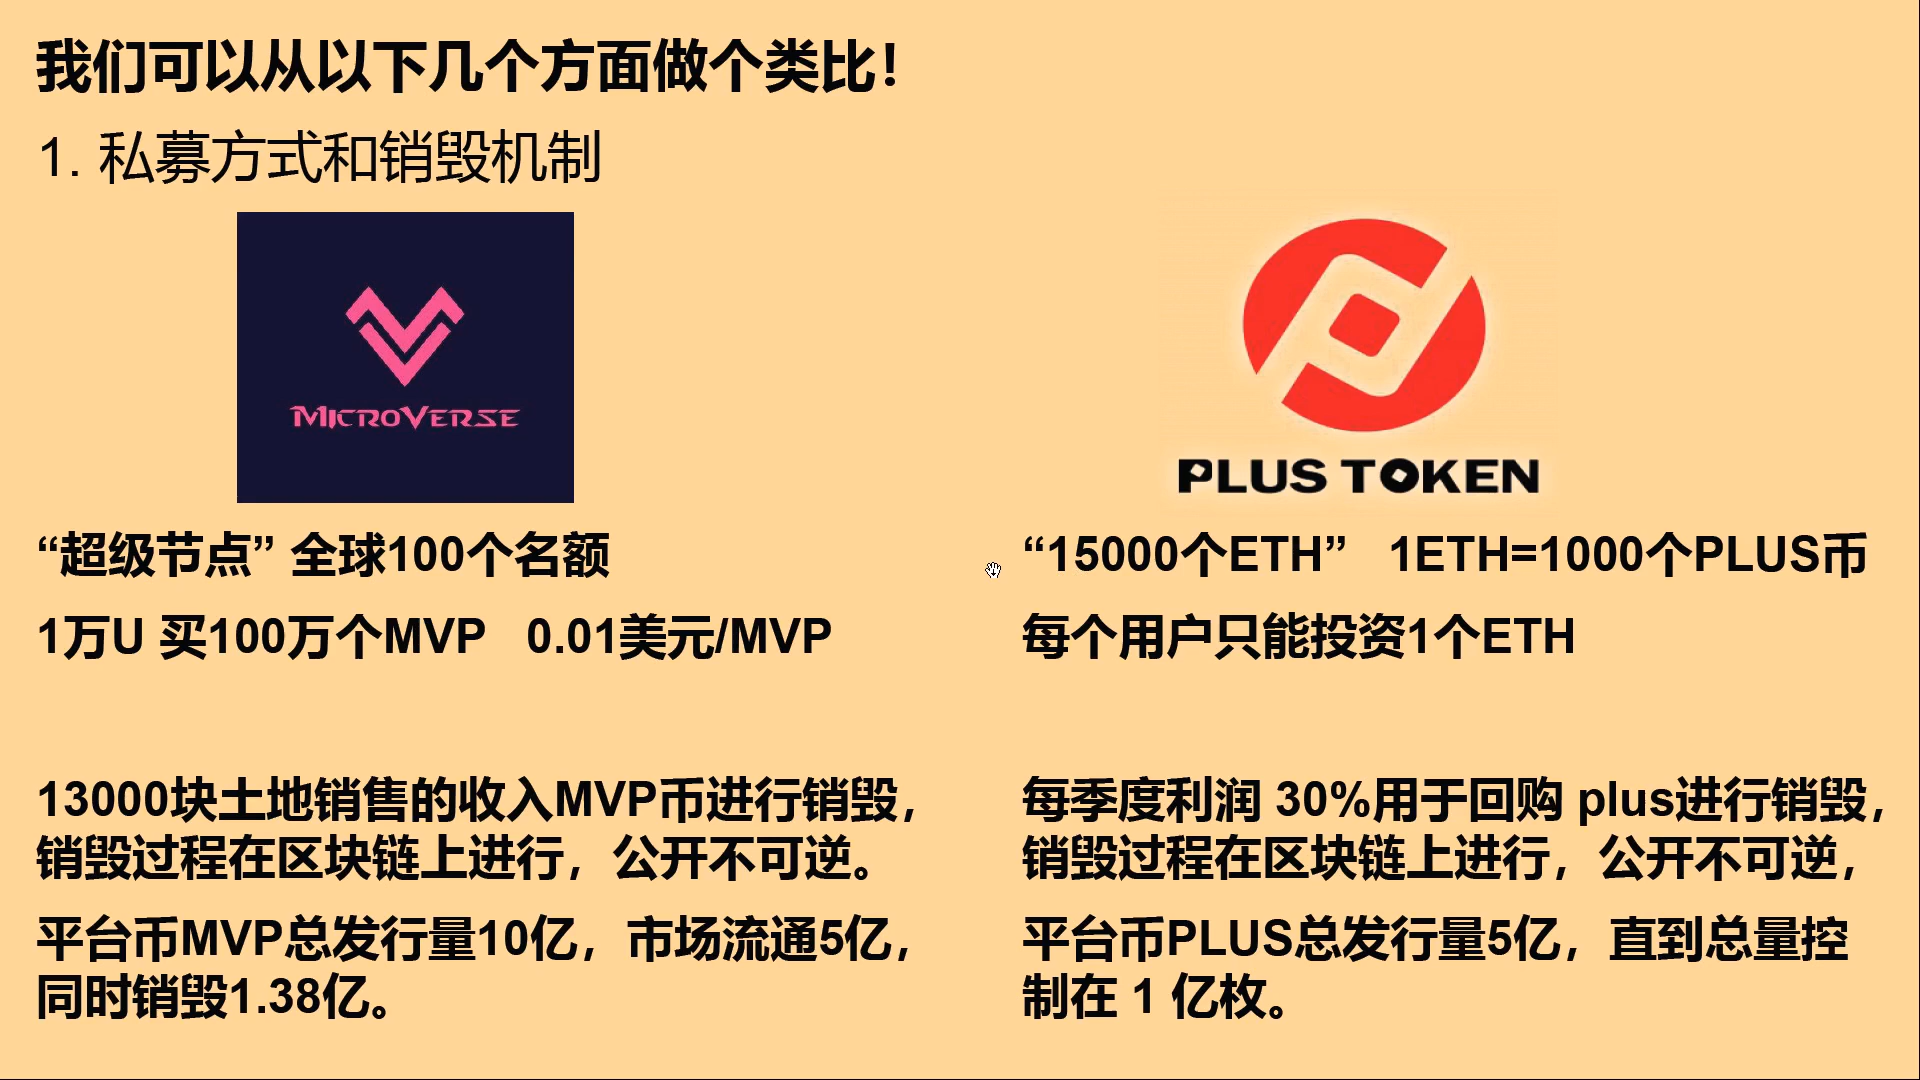 我们可以从以下几个方面做个类比！
1. 私募方式和销毁机制
MICROVERSE
PLUS TOKEN
“超级节点” 全球100个名额
1万U 买100万个MVP 0.01美元/MVP
13000块土地销售的收入MVP币进行销毁，
销毁过程在区块链上进行，公开不可逆。
平台币MVP总发行量10亿，市场流通5亿，
同时销毁1.38亿。
“15000个ETH” 1ETH=1000个PLUS币
每个用户只能投资1个ETH
每季度利润 30%用于回购 plus进行销毁，
销毁过程在区块链上进行，公开不可逆，
平台币PLUS总发行量5亿，直到总量控
制在 1 亿枚。